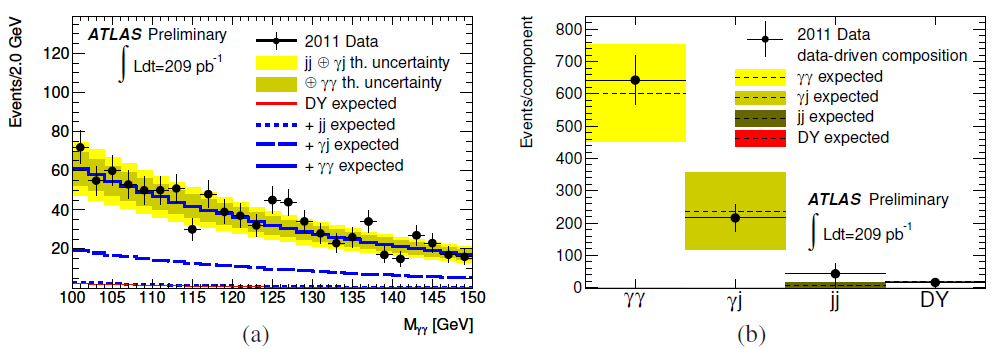 Events/2.0 GeV
ATLAS Preliminary
∫ Ldt=209 pb⁻¹
2011 Data
jj ⊕ γj th. uncertainty
⊕ γγ th. uncertainty
DY expected
+ jj expected
+ γj expected
+ γγ expected
120
100
80
60
40
20
100 105 110 115 120 125 130 135 140 145 150
Mγγ [GeV]
(a)
Events/component
2011 Data
data-driven composition
γγ expected
γj expected
jj expected
DY expected
ATLAS Preliminary
∫ Ldt=209 pb⁻¹
800
700
600
500
400
300
200
100
0
γγ γj jj DY
(b)